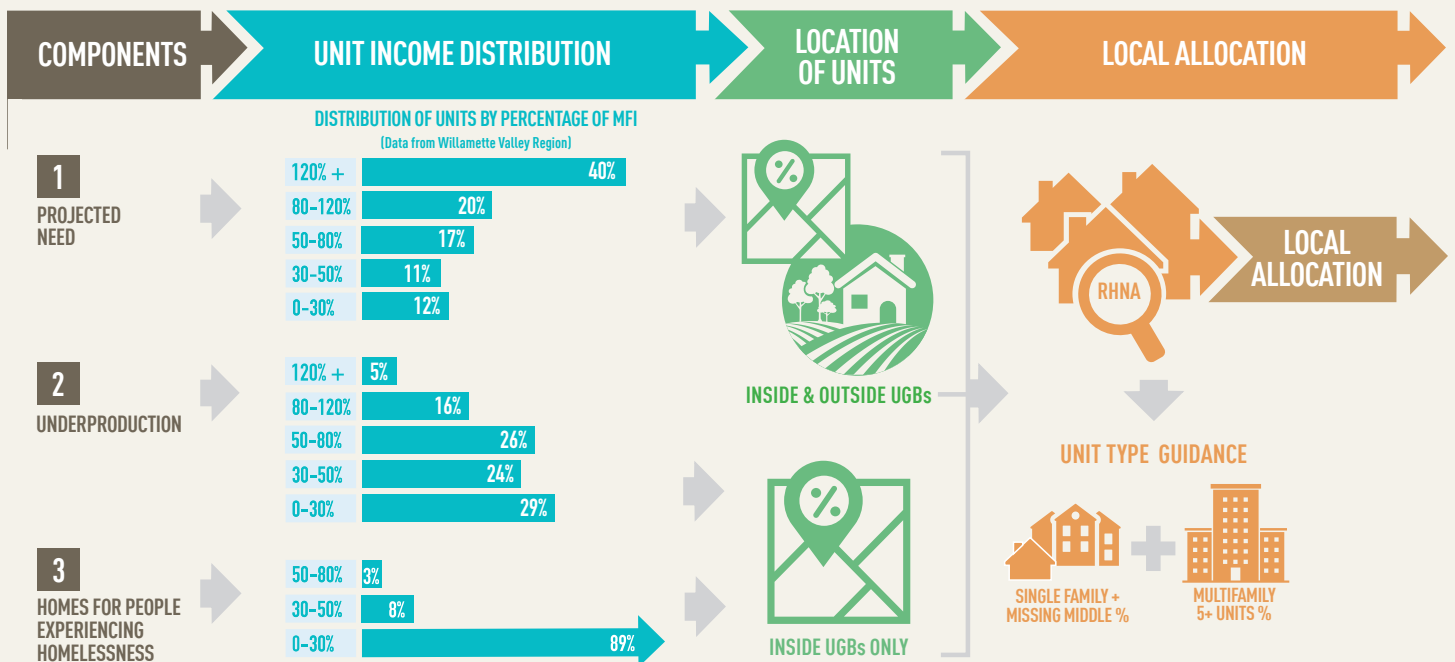 COMPONENTS
UNIT INCOME DISTRIBUTION
LOCATION
OF UNITS
LOCAL ALLOCATION
DISTRIBUTION OF UNITS BY PERCENTAGE OF MFI
(Data from Willamette Valley Region)
1
PROJECTED
NEED
120% + 40%
80-120% 20%
50-80% 17%
30-50% 11%
0-30% 12%
%
INSIDE & OUTSIDE UGBs
RHNA
LOCAL
ALLOCATION
2
UNDERPRODUCTION
120% + 5%
80-120% 16%
50-80% 26%
30-50% 24%
0-30% 29%
3
HOMES FOR PEOPLE
EXPERIENCING
HOMELESSNESS
50-80% 3%
30-50% 8%
0-30% 89%
%
INSIDE UGBs ONLY
UNIT TYPE GUIDANCE
SINGLE FAMILY +
MISSING MIDDLE %
MULTIFAMILY
5+ UNITS %